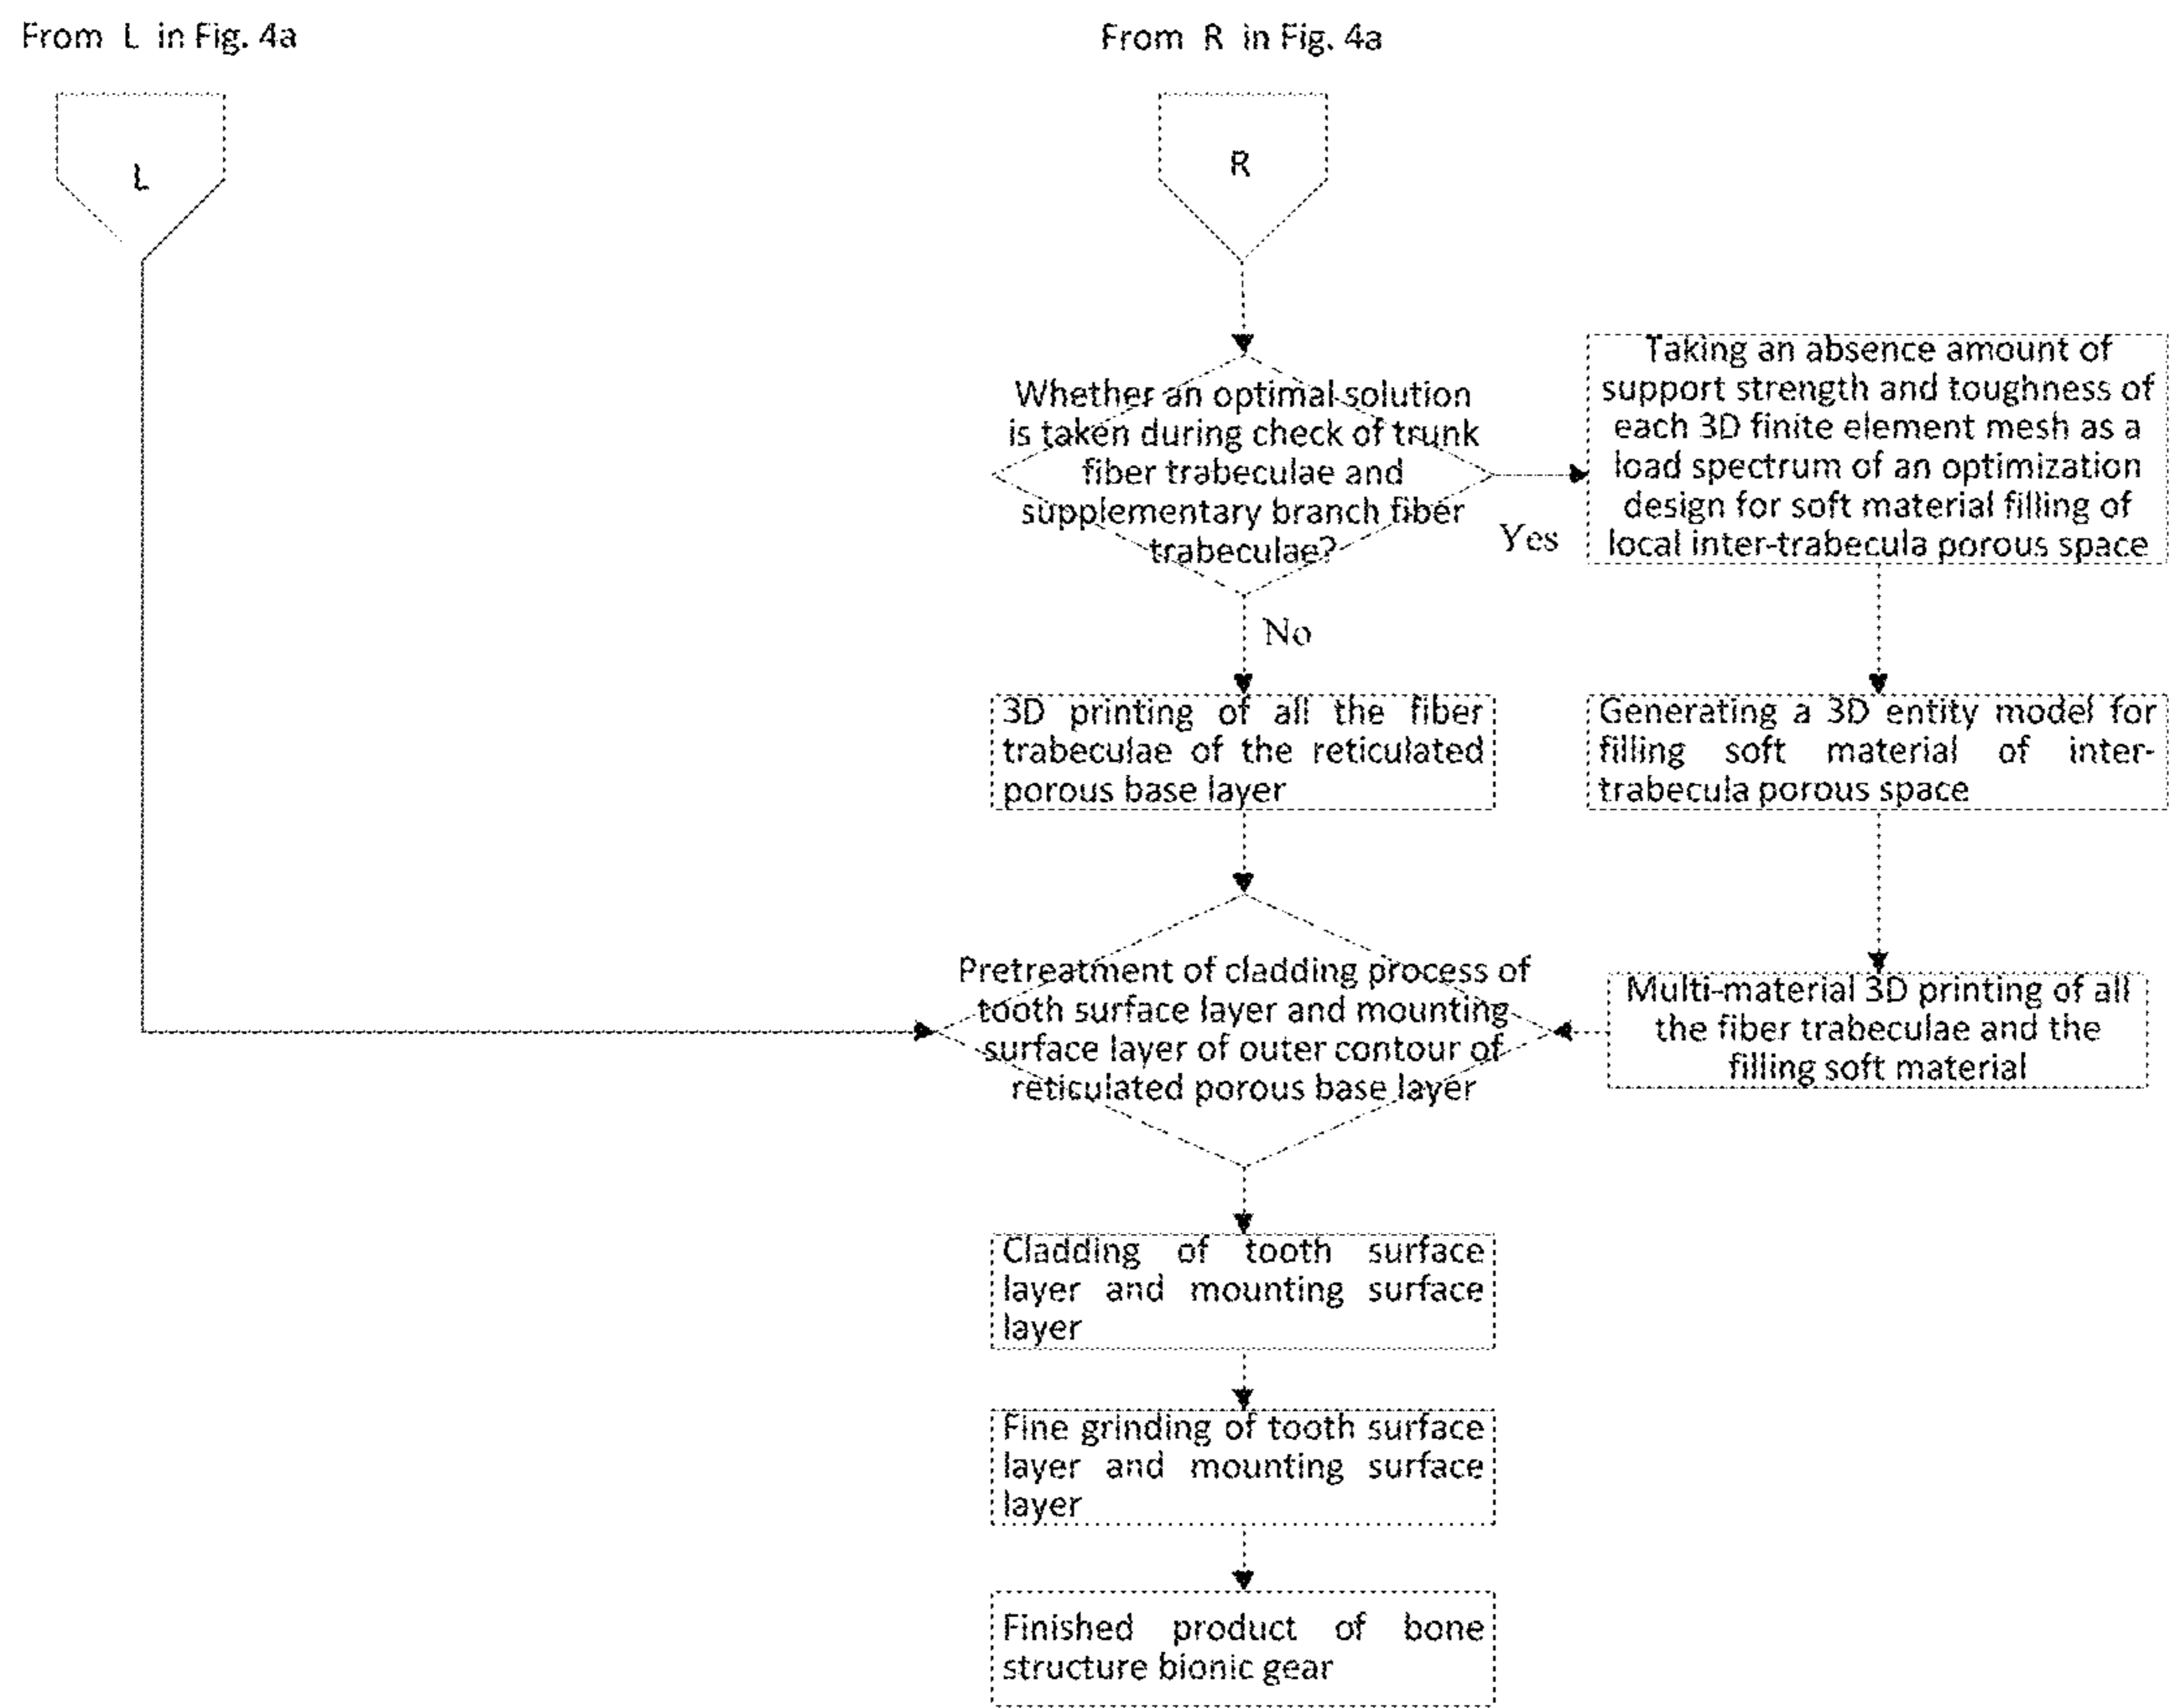 From L in Fig. 4a
From R in Fig. 4a
L
R
Whether an optimal solution
is taken during check of trunk
fiber trabeculae and
supplementary branch fiber
trabeculae?
Yes
Taking an absence amount of
support strength and toughness of
each 3D finite element mesh as a
load spectrum of an optimization
design for soft material filling of
local inter-trabecula porous space
No
3D printing of all the fiber
trabeculae of the reticulated
porous base layer
Generating a 3D entity model for
filling soft material of inter-
trabecula porous space
Pretreatment of cladding process of
tooth surface layer and mounting
surface layer of outer contour of
reticulated porous base layer
Multi-material 3D printing of all
the fiber trabeculae and the
filling soft material
Cladding of tooth surface
layer and mounting surface
layer
Fine grinding of tooth surface
layer and mounting surface
layer
Finished product of bone
structure bionic gear